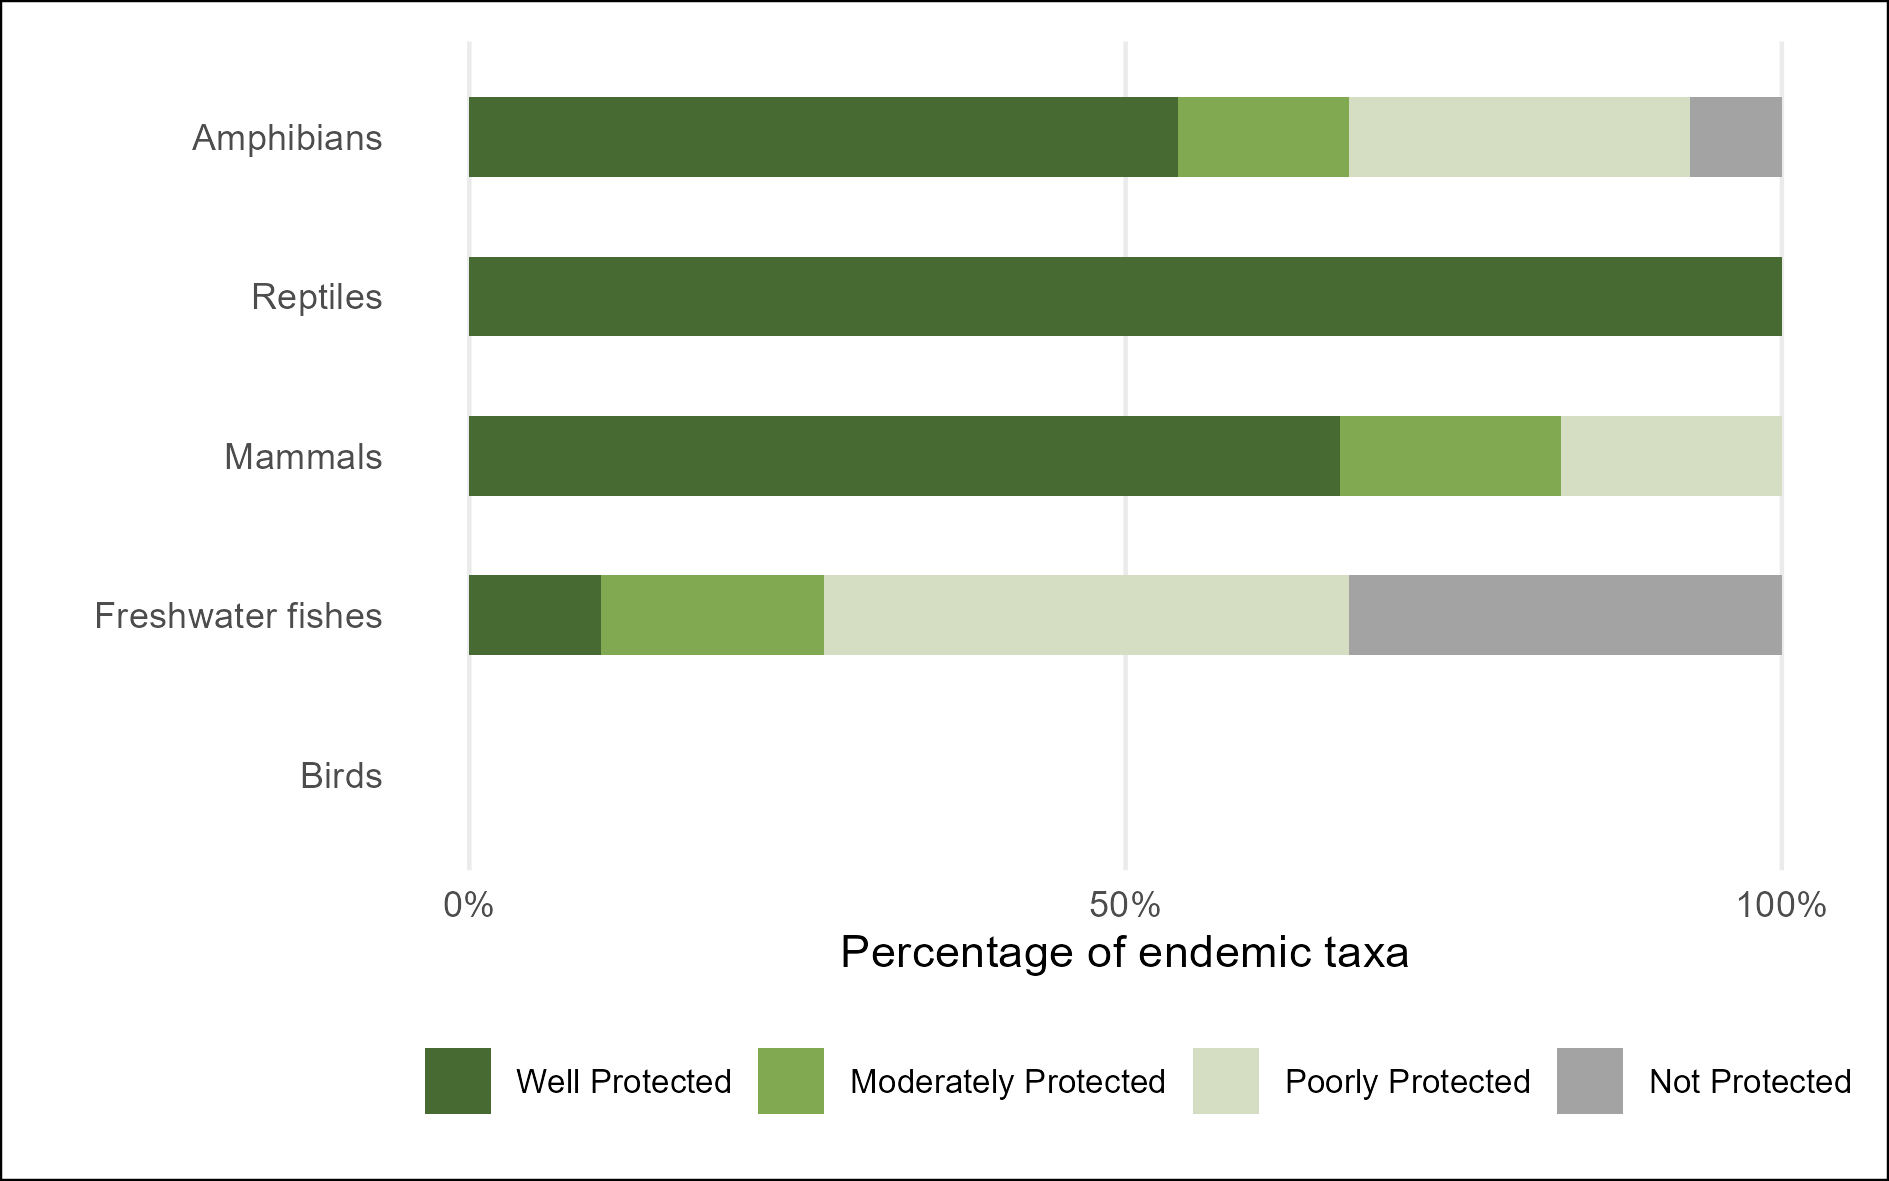 Amphibians
Reptiles
Mammals
Freshwater fishes
Birds
0% 50% 100%
Percentage of endemic taxa
Well Protected Moderately Protected Poorly Protected Not Protected